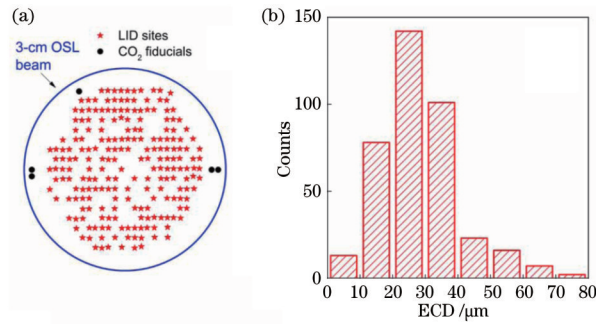 (a)
LID sites
CO₂ fiducials
3-cm OSL
beam
(b)
150
100
50
0
Counts
0 10 20 30 40 50 60 70 80
ECD /μm